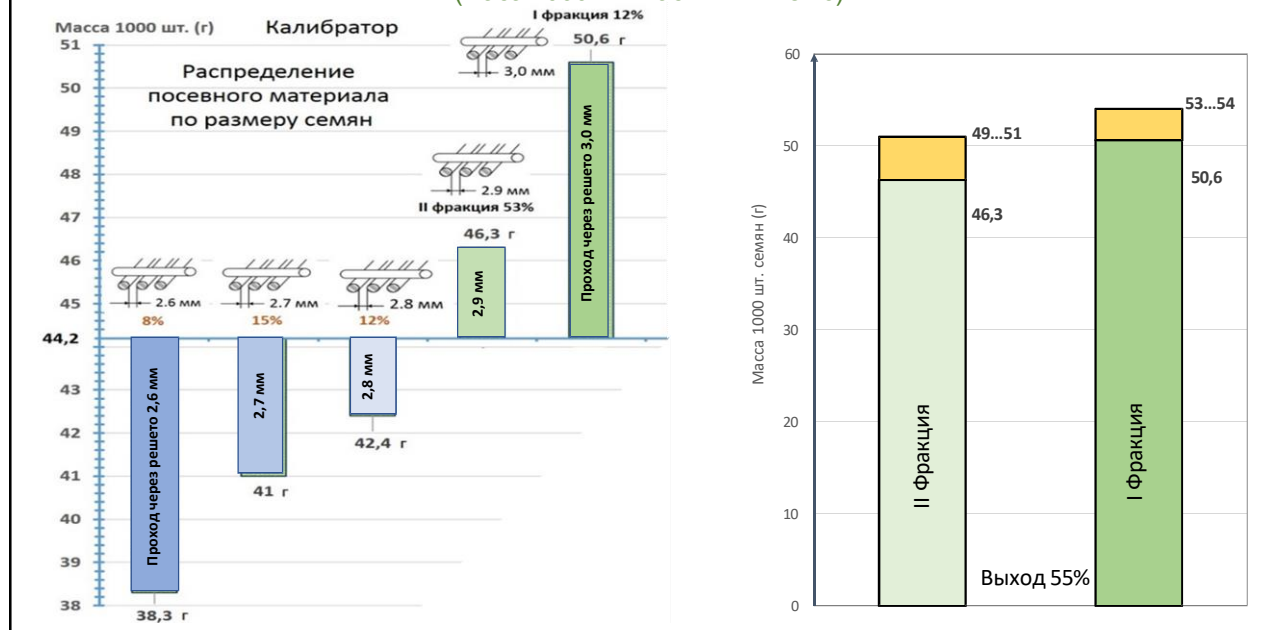 Масса 1000 шт. (г)
Калибратор
I фракция 12%
50,6 г
3,0 мм
Распределение
посевного материала
по размеру семян
2.9 мм
II фракция 53%
46,3 г
2.6 мм
2.7 мм
2.8 мм
8%
15%
12%
51
50
49
48
47
46
45
44,2
43
42
41
40
39
38
Проход через решето 2,6 мм
2,7 мм
2,8 мм
2,9 мм
Проход через решето 3,0 мм
42,4 г
41 г
38,3 г
Масса 1000 шт. семян (г)
60
50
40
30
20
10
0
49...51
46,3
53...54
50,6
II Фракция
I Фракция
Выход 55%